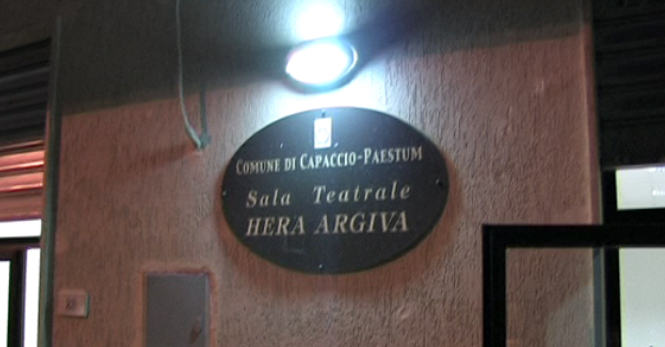 COMUNE DI CAPACCIO-PAESTUM
Sala Teatrale
HERA ARGIVA